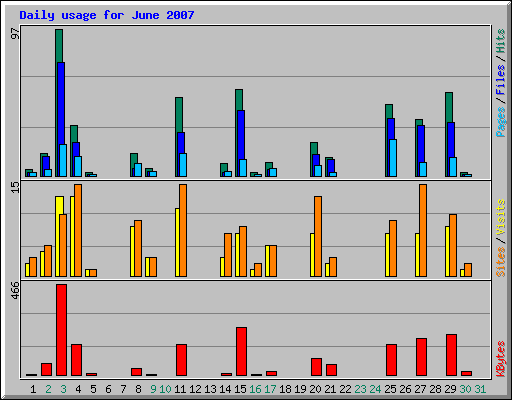 Daily usage for June 2007
97
Pages/Files/Hits
15
Sites/Visits
466
KBytes
1 2 3 4 5 6 7 8 9 10 11 12 13 14 15 16 17 18 19 20 21 22 23 24 25 26 27 28 29 30 31